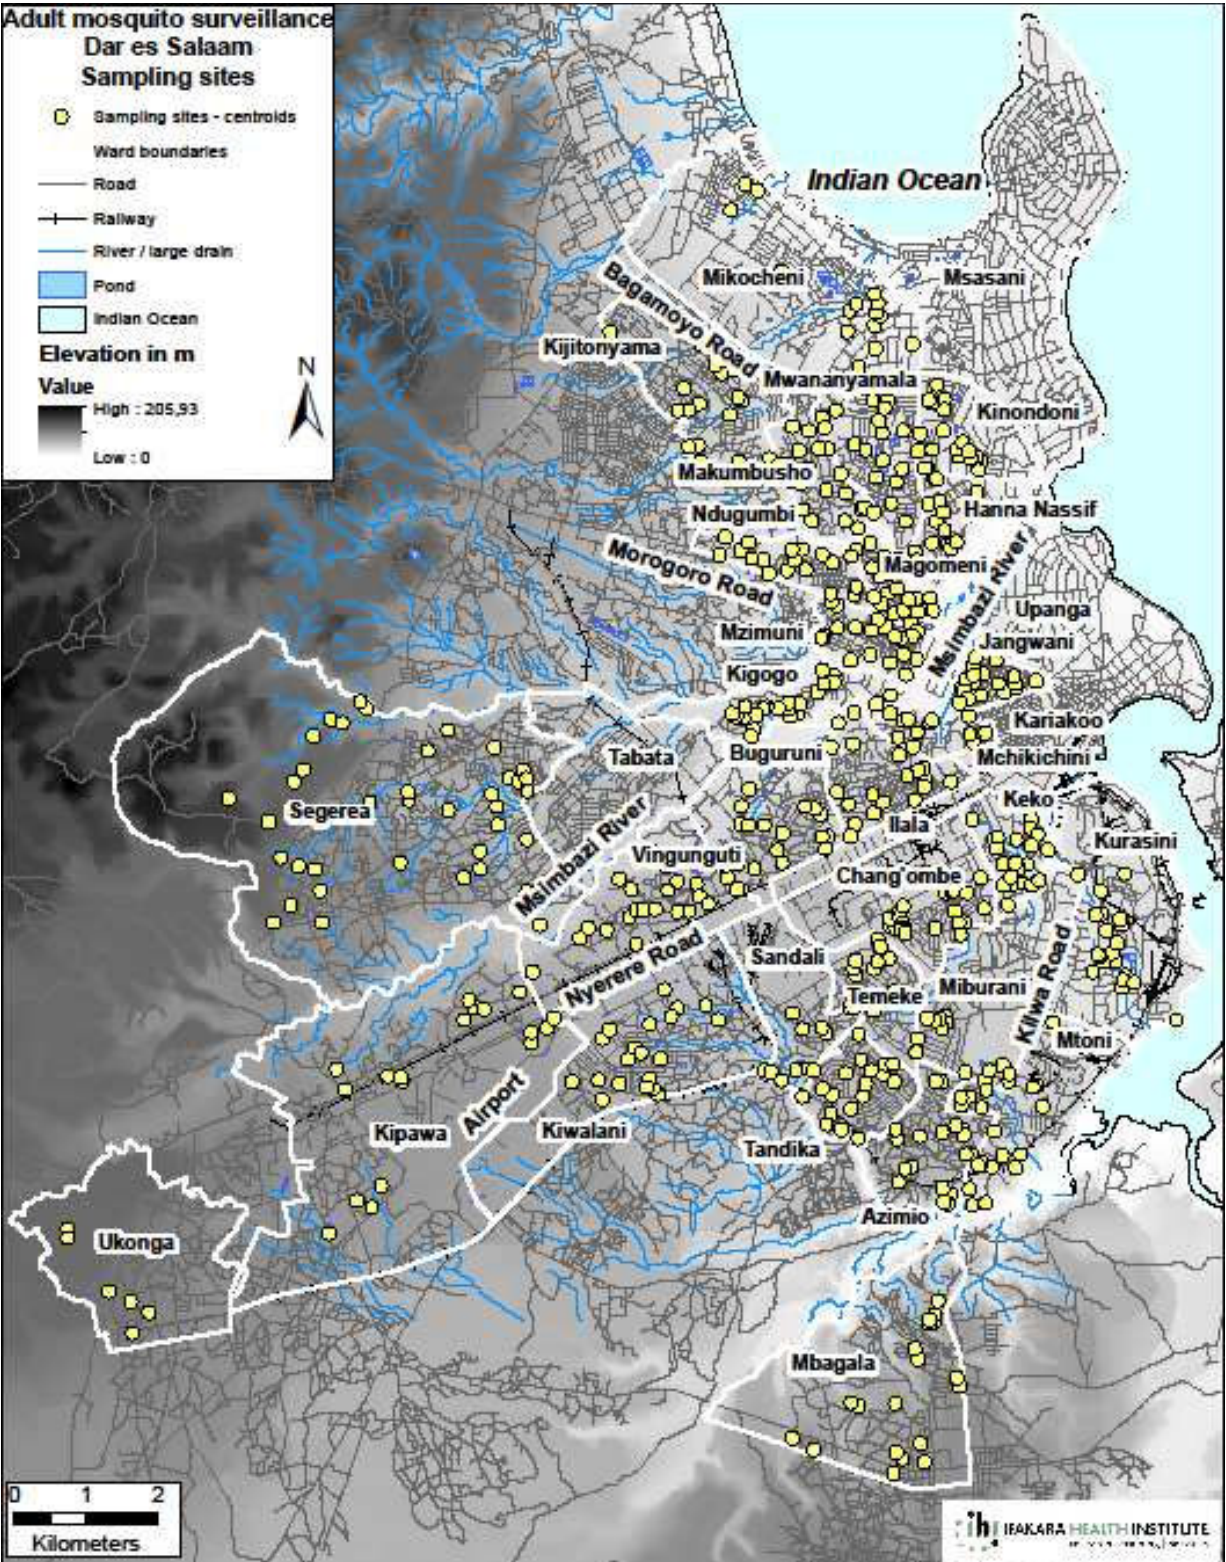 Adult mosquito surveillance
Dar es Salaam
Sampling sites
Sampling sites - centroids
Ward boundaries
Road
Railway
River / large drain
Pond
Indian Ocean
Elevation in m
Value
High : 205,93
Low : 0
N
Indian Ocean
Mikocheni
Msasani
Bagamoyo Road
Kijitonyama
Mwananyamala
Kinondoni
Makumbusho
Ndugumbi
Hanna Nassif
Morogoro Road
Magomeni
Msimbazi River
Upanga
Mzimuni
Jangwani
Kigogo
Kariakoo
Tabata
Buguruni
Mchikichini
Segerea
Keko
Ilala
Kurasini
Msimbazi River
Vingunguti
Chang'ombe
Nyerere Road
Sandali
Temeke
Miburani
Kilwa Road
Mtoni
Airport
Kipawa
Kiwalani
Tandika
Azimio
Ukonga
Mbagala
0 1 2
Kilometers
ihi IFAKARA HEALTH INSTITUTE